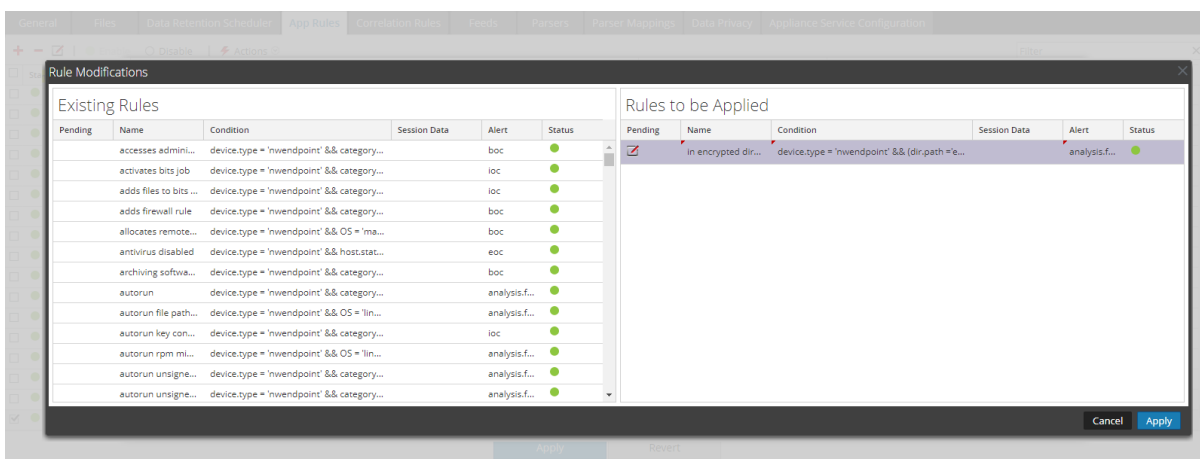 General Files Data Retention Scheduler App Rules Correlation Rules Feeds Parsers Parser Mappings Data Privacy Appliance Service Configuration
Disable Actions Filter
Rule Modifications
Existing Rules
Pending Name Condition Session Data Alert Status
accesses admini... device.type = 'nwendpoint' && category... boc
activates bits job device.type = 'nwendpoint' && category... ioc
adds files to bits ... device.type = 'nwendpoint' && category... ioc
adds firewall rule device.type = 'nwendpoint' && category... boc
allocates remote... device.type = 'nwendpoint' && OS = 'ma... boc
antivirus disabled device.type = 'nwendpoint' && host.stat... eoc
archiving softwa... device.type = 'nwendpoint' && category... boc
autorun device.type = 'nwendpoint' && category... analysis.f...
autorun file path... device.type = 'nwendpoint' && OS = 'lin... analysis.f...
autorun key con... device.type = 'nwendpoint' && category... ioc
autorun rpm mi... device.type = 'nwendpoint' && OS = 'lin... analysis.f...
autorun unsigne... device.type = 'nwendpoint' && category... analysis.f...
autorun unsigne... device.type = 'nwendpoint' && category... analysis.f...
Rules to be Applied
Pending Name Condition Session Data Alert Status
in encrypted dir... device.type = 'nwendpoint' && (dir.path ='e... analysis.f...
Cancel Apply
Apply Revert